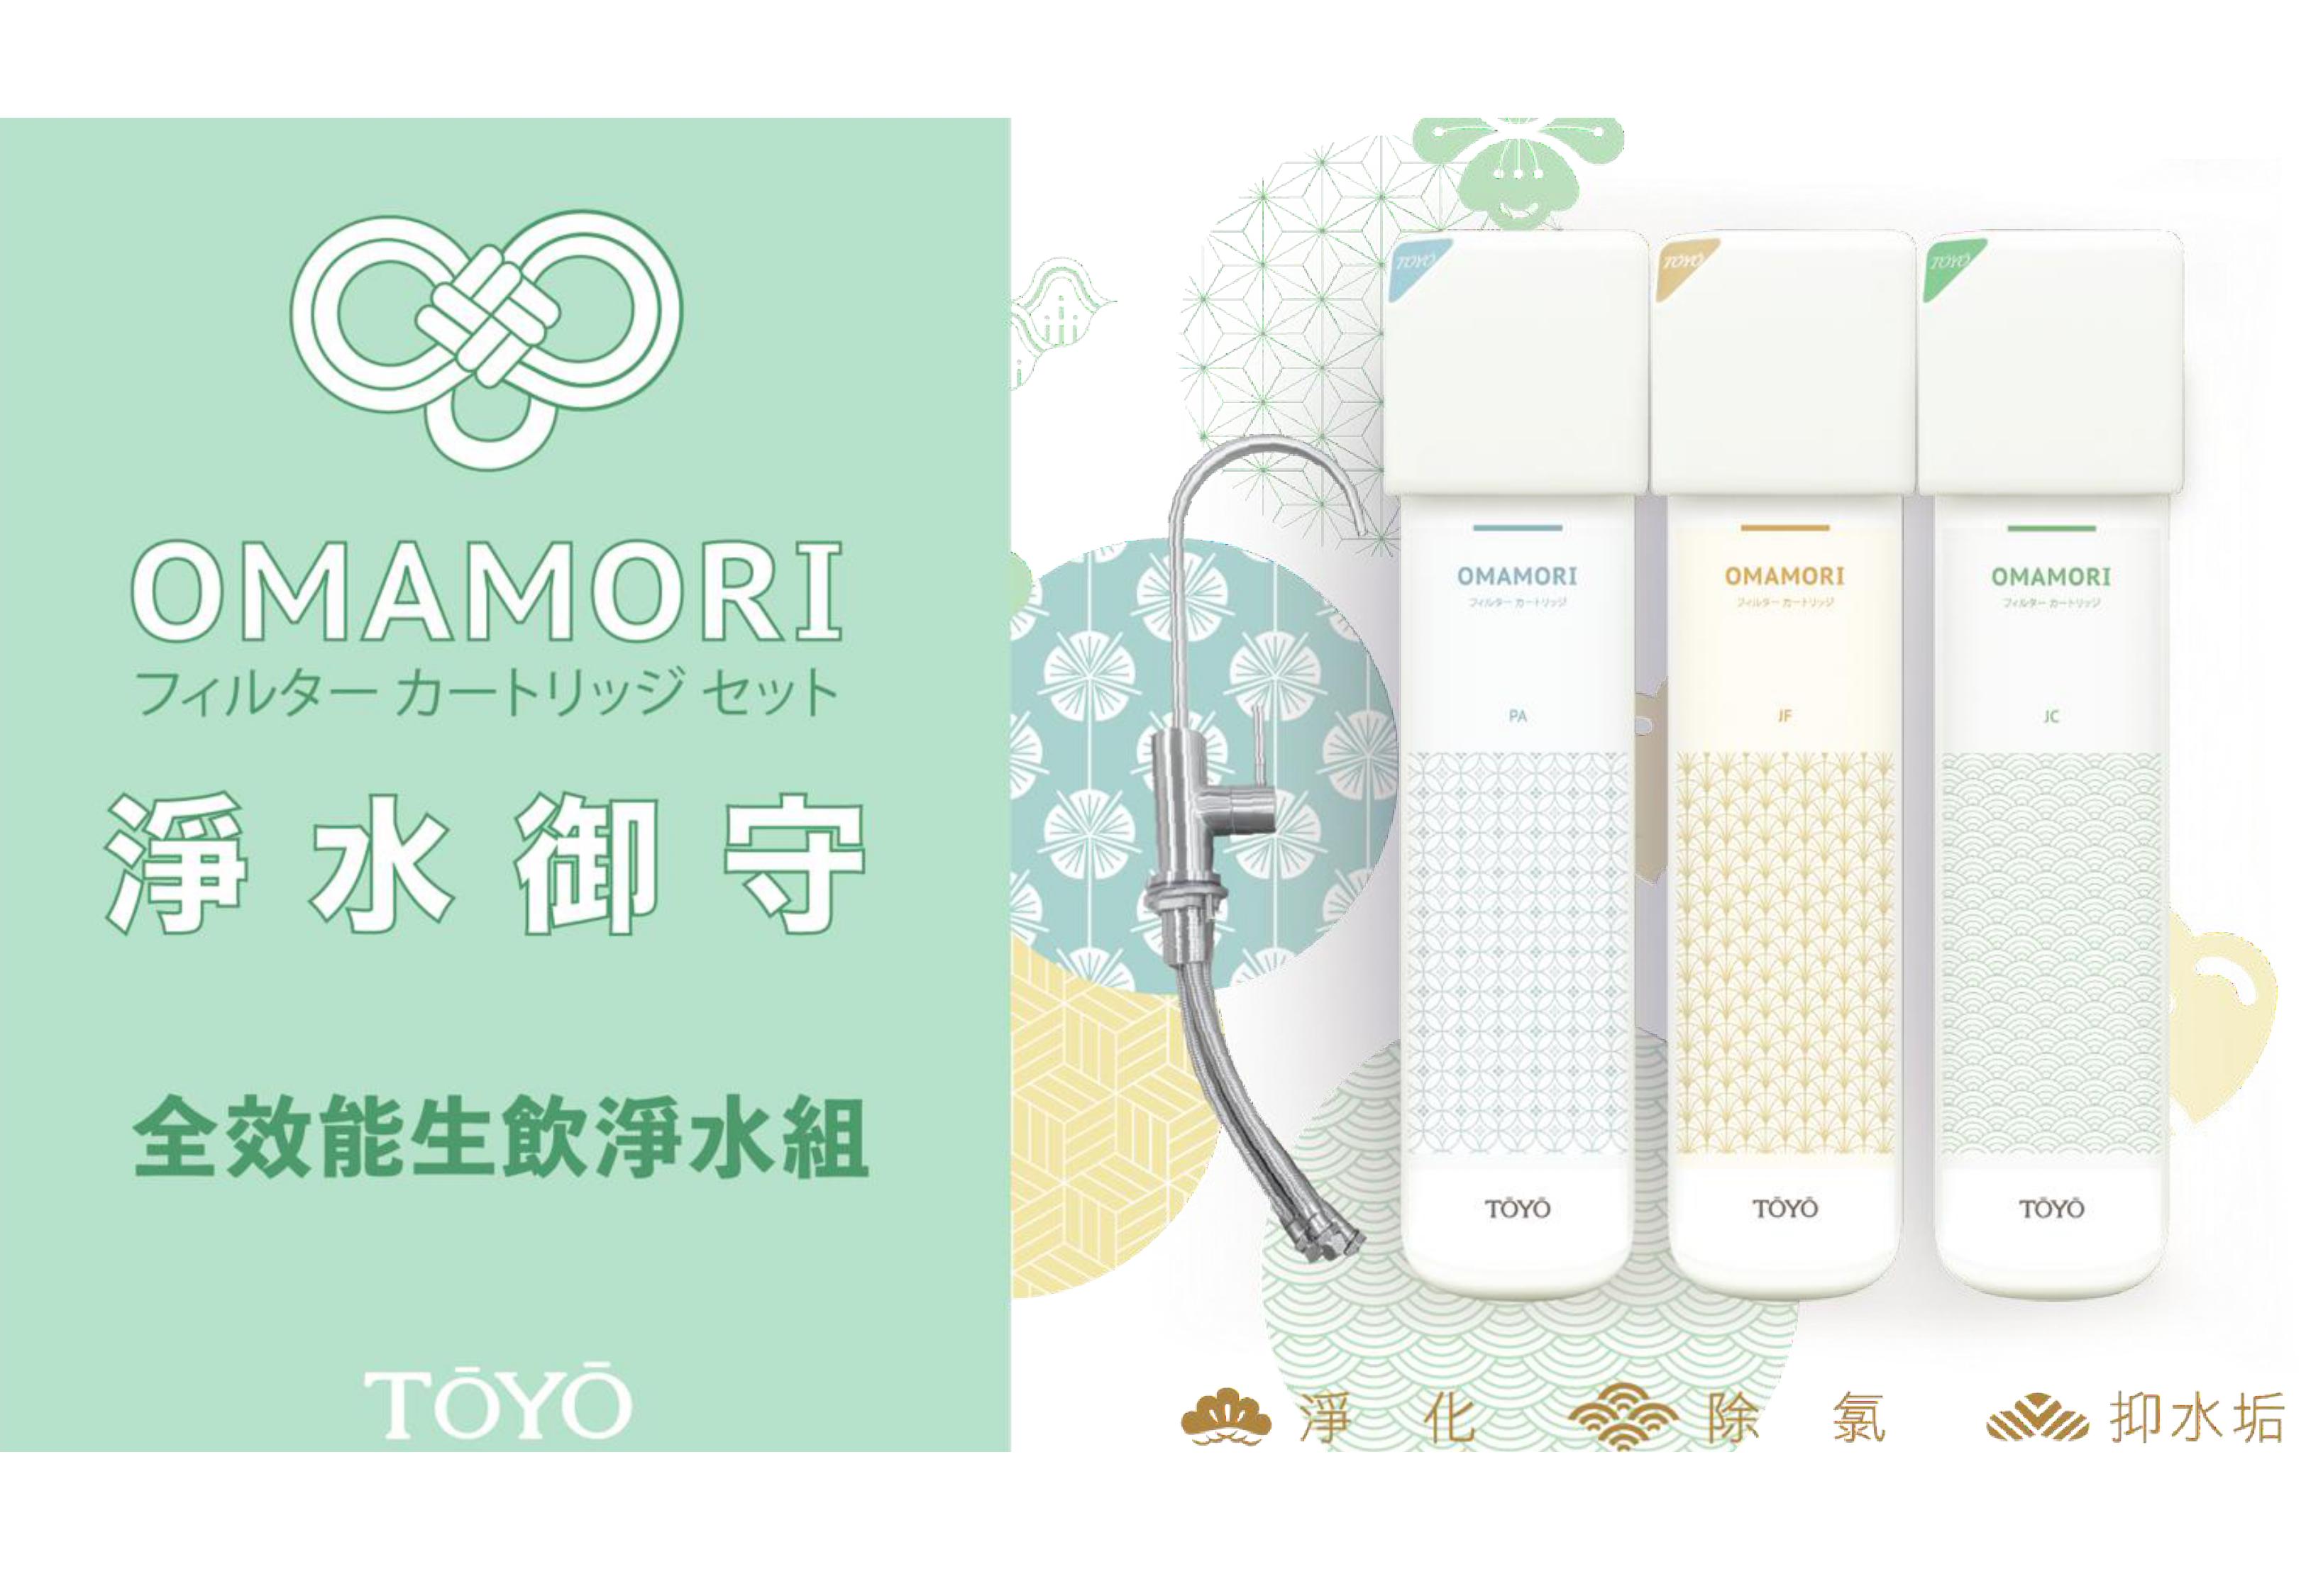 OMAMORI
フィルター カートリッジ セット
淨水御守
全效能生飲淨水組
TŌYŌ
TOYO
TOYO
TOYO
OMAMORI
フィルター カートリッジ
PA
TŌYŌ
OMAMORI
フィルター カートリッジ
JF
TŌYŌ
OMAMORI
フィルター カートリッジ
JC
TŌYŌ
淨化 除氯 抑水垢